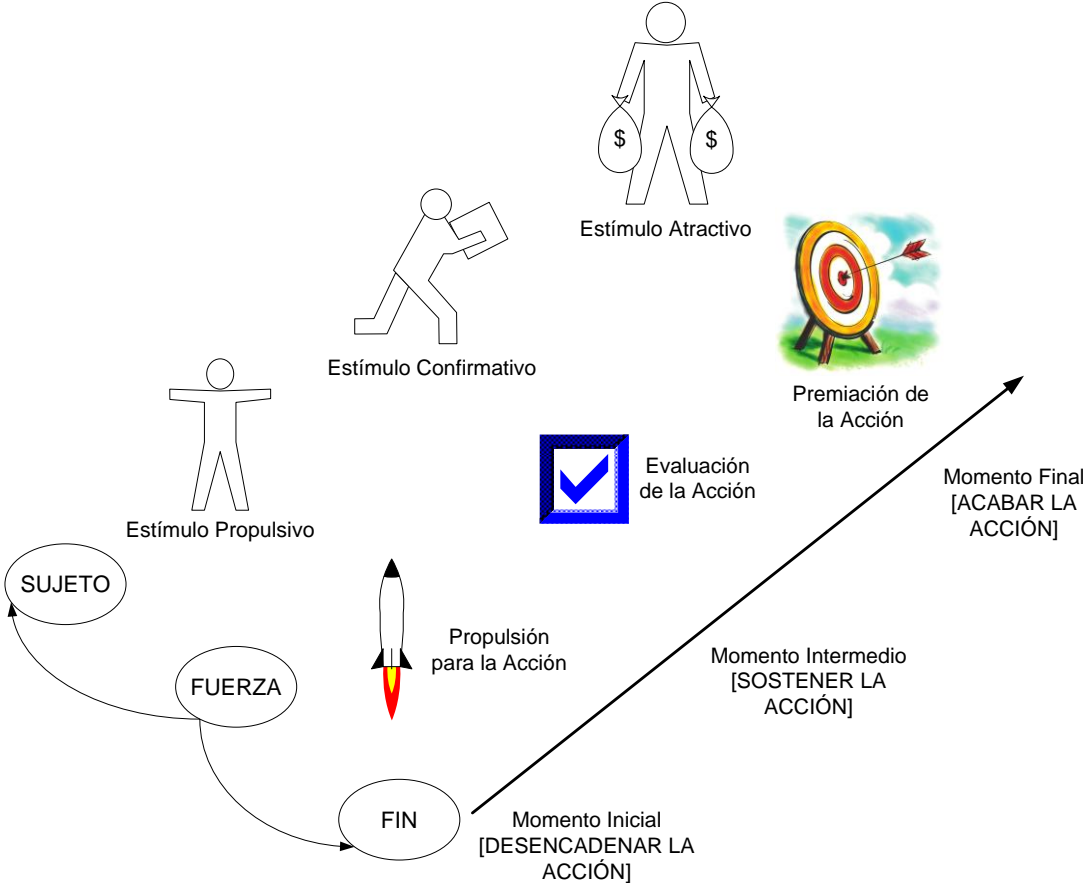 $ $
Estímulo Atractivo
Estímulo Confirmativo
Premiación de
la Acción
Evaluación
de la Acción
Momento Final
[ACABAR LA
ACCIÓN]
Estímulo Propulsivo
SUJETO
Propulsión
para la Acción
Momento Intermedio
[SOSTENER LA
ACCIÓN]
FUERZA
FIN
Momento Inicial
[DESENCADENAR LA
ACCIÓN]